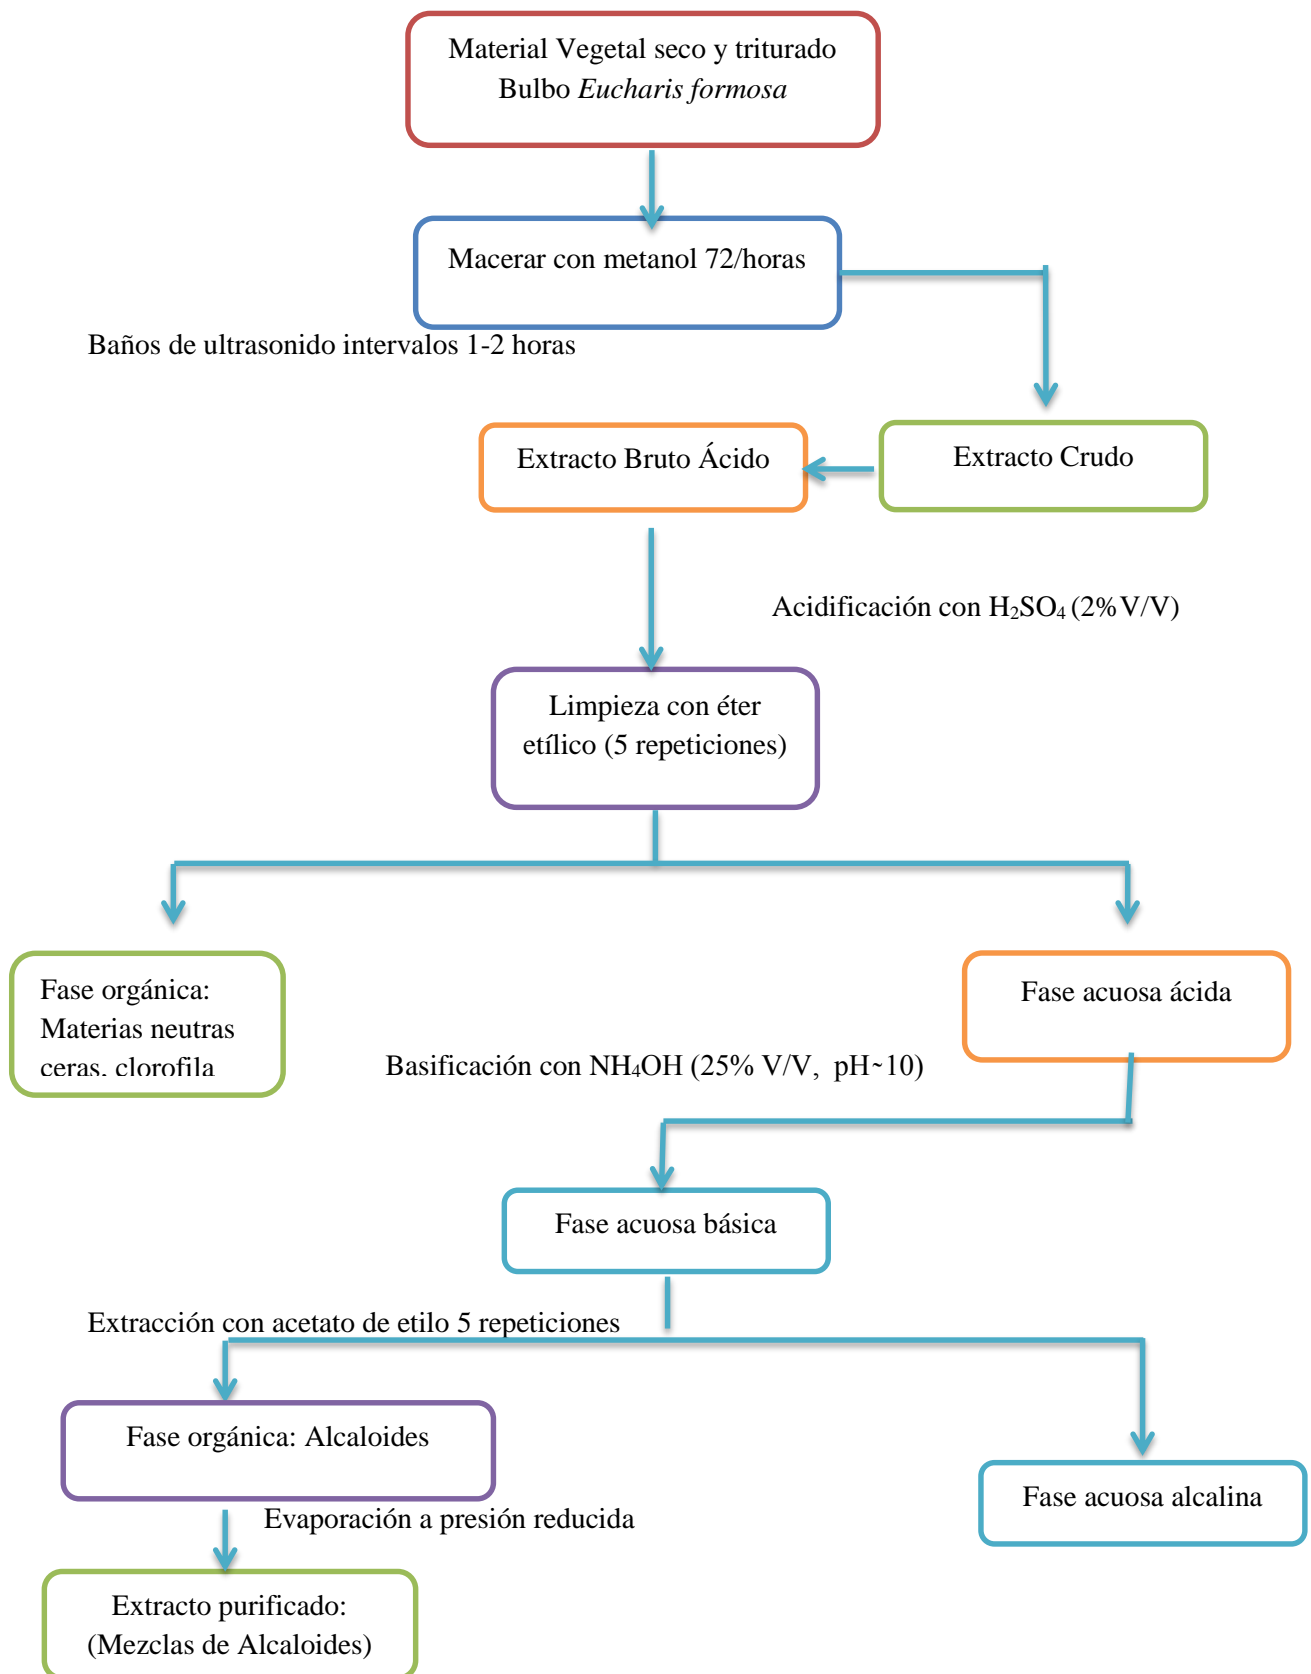 Material Vegetal seco y triturado
Bulbo Eucharis formosa
Macerar con metanol 72/horas
Baños de ultrasonido intervalos 1-2 horas
Extracto Bruto Ácido
Extracto Crudo
Acidificación con H₂SO₄ (2% V/V)
Limpieza con éter
etílico (5 repeticiones)
Fase orgánica:
Materias neutras
ceras, clorofila
Fase acuosa ácida
Basificación con NH₄OH (25% V/V, pH~10)
Fase acuosa básica
Extracción con acetato de etilo 5 repeticiones
Fase orgánica: Alcaloides
Fase acuosa alcalina
Evaporación a presión reducida
Extracto purificado:
(Mezclas de Alcaloides)